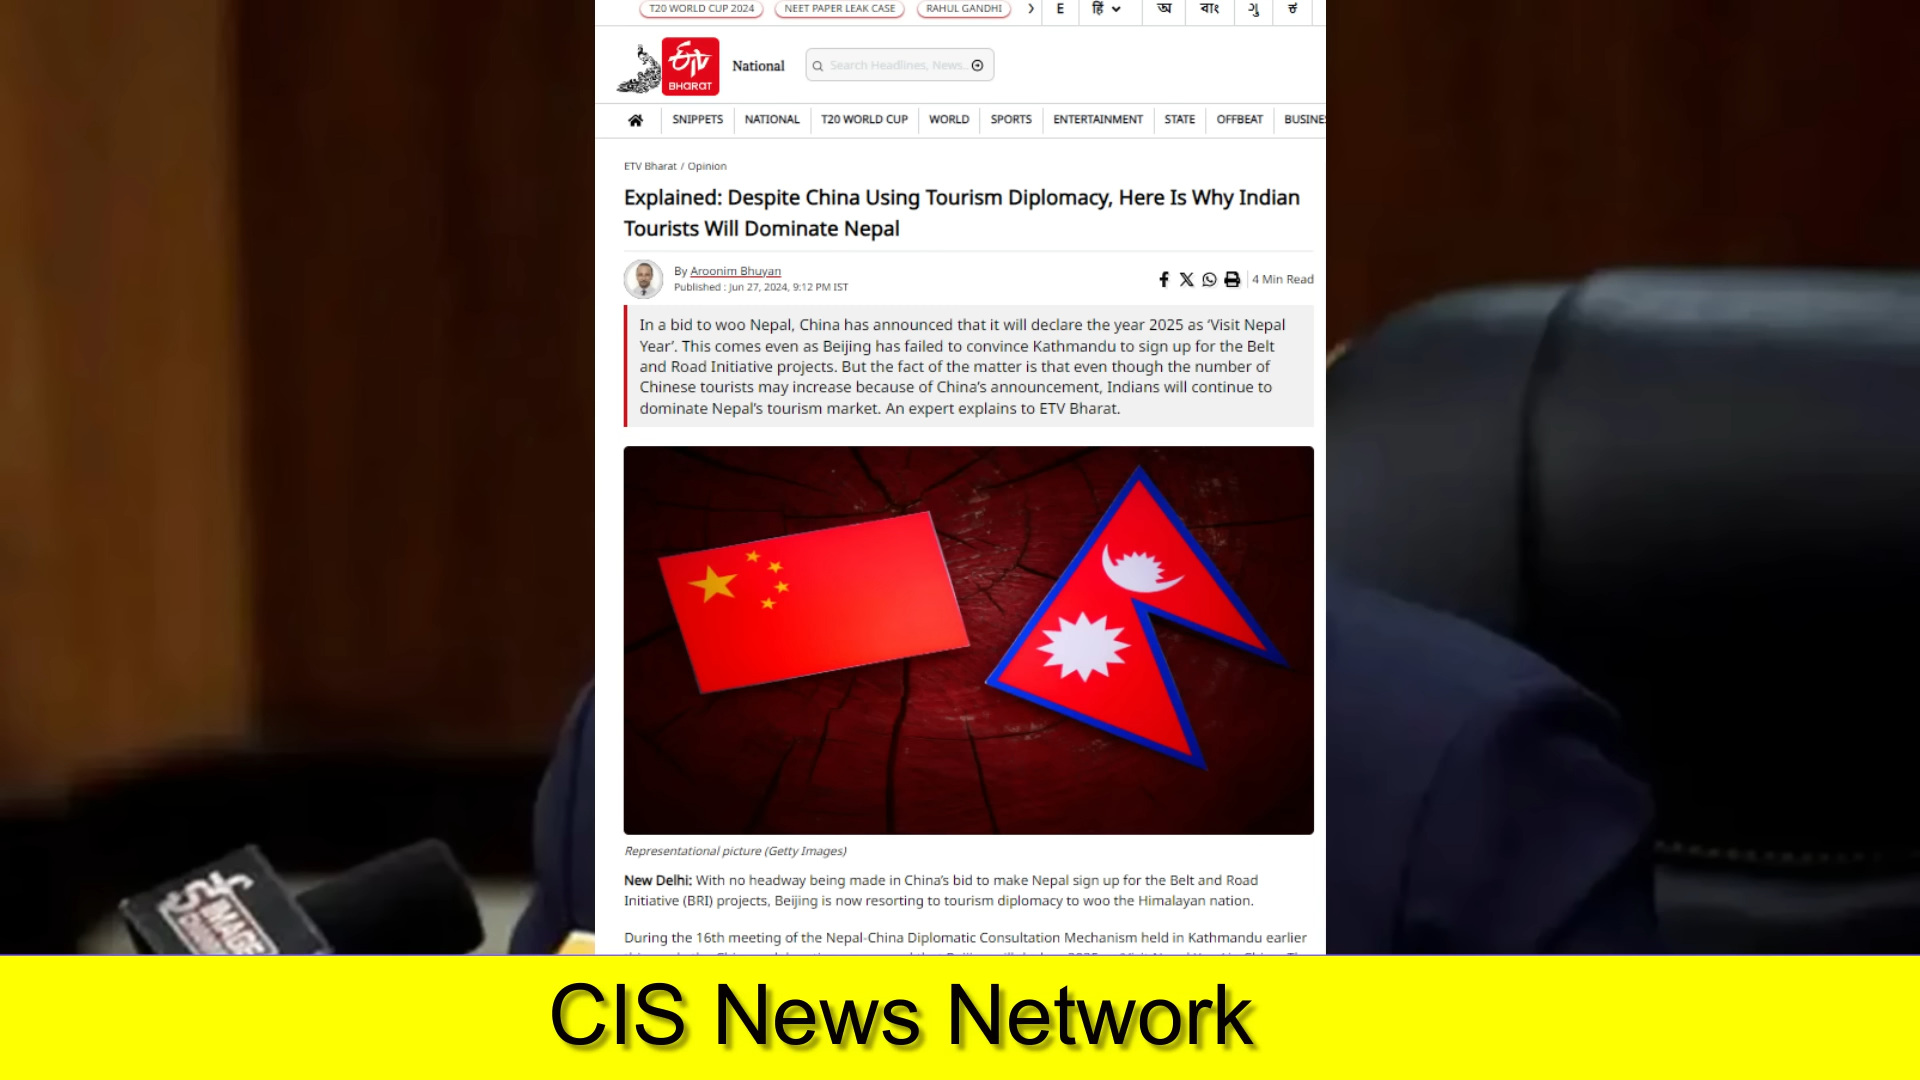 T20 WORLD CUP 2024 NEET PAPER LEAK CASE RAHUL GANDHI E हिं অ বাং ગુ ಕ
ETV BHARAT National Search Headlines, News.
SNIPPETS NATIONAL T20 WORLD CUP WORLD SPORTS ENTERTAINMENT STATE OFFBEAT BUSINE
ETV Bharat / Opinion
Explained: Despite China Using Tourism Diplomacy, Here Is Why Indian
Tourists Will Dominate Nepal
By Aroonim Bhuyan
Published : Jun 27, 2024, 9:12 PM IST
4 Min Read
In a bid to woo Nepal, China has announced that it will declare the year 2025 as ‘Visit Nepal
Year’. This comes even as Beijing has failed to convince Kathmandu to sign up for the Belt
and Road Initiative projects. But the fact of the matter is that even though the number of
Chinese tourists may increase because of China’s announcement, Indians will continue to
dominate Nepal’s tourism market. An expert explains to ETV Bharat.
Representational picture (Getty Images)
New Delhi: With no headway being made in China’s bid to make Nepal sign up for the Belt and Road
Initiative (BRI) projects, Beijing is now resorting to tourism diplomacy to woo the Himalayan nation.
During the 16th meeting of the Nepal-China Diplomatic Consultation Mechanism held in Kathmandu earlier
IMAGE
CIS News Network